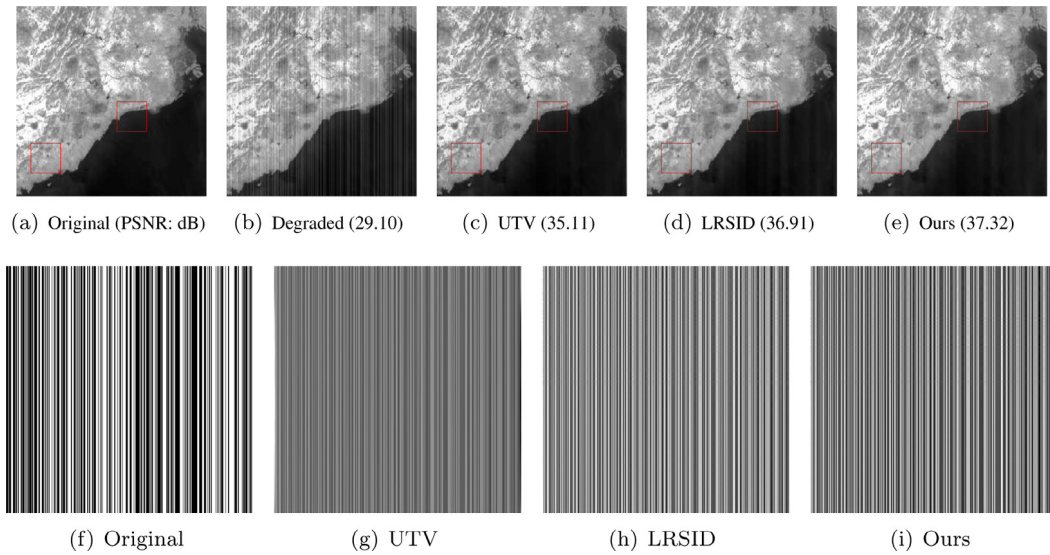 (a) Original (PSNR: dB)
(b) Degraded (29.10)
(c) UTV (35.11)
(d) LRSID (36.91)
(e) Ours (37.32)
(f) Original
(g) UTV
(h) LRSID
(i) Ours